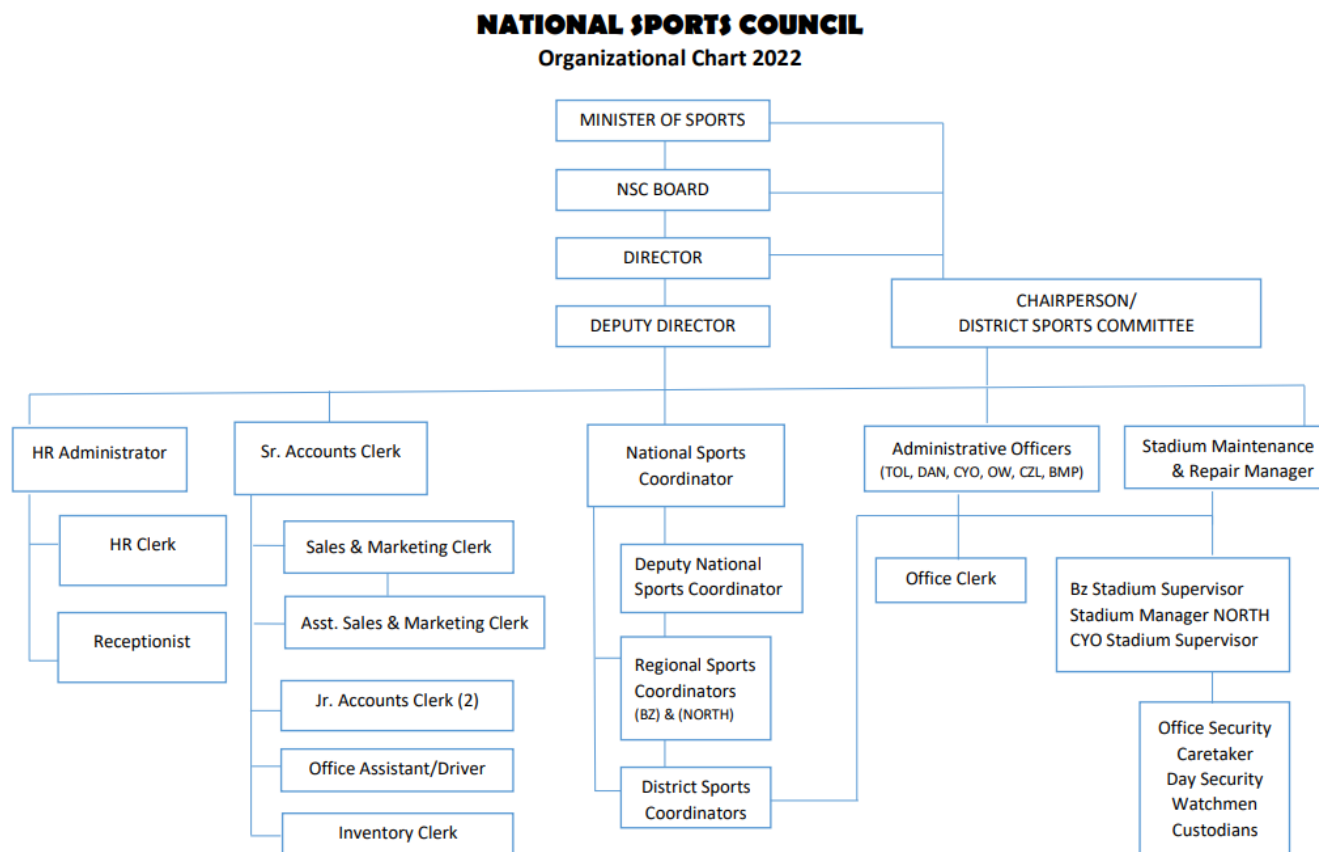 NATIONAL SPORTS COUNCIL
Organizational Chart 2022
MINISTER OF SPORTS
NSC BOARD
DIRECTOR
DEPUTY DIRECTOR
CHAIRPERSON/
DISTRICT SPORTS COMMITTEE
HR Administrator
HR Clerk
Receptionist
Sr. Accounts Clerk
Sales & Marketing Clerk
Asst. Sales & Marketing Clerk
Jr. Accounts Clerk (2)
Office Assistant/Driver
Inventory Clerk
National Sports
Coordinator
Deputy National
Sports Coordinator
Regional Sports
Coordinators
(BZ) & (NORTH)
District Sports
Coordinators
Administrative Officers
(TOL, DAN, CYO, OW, CZL, BMP)
Office Clerk
Stadium Maintenance
& Repair Manager
Bz Stadium Supervisor
Stadium Manager NORTH
CYO Stadium Supervisor
Office Security
Caretaker
Day Security
Watchmen
Custodians